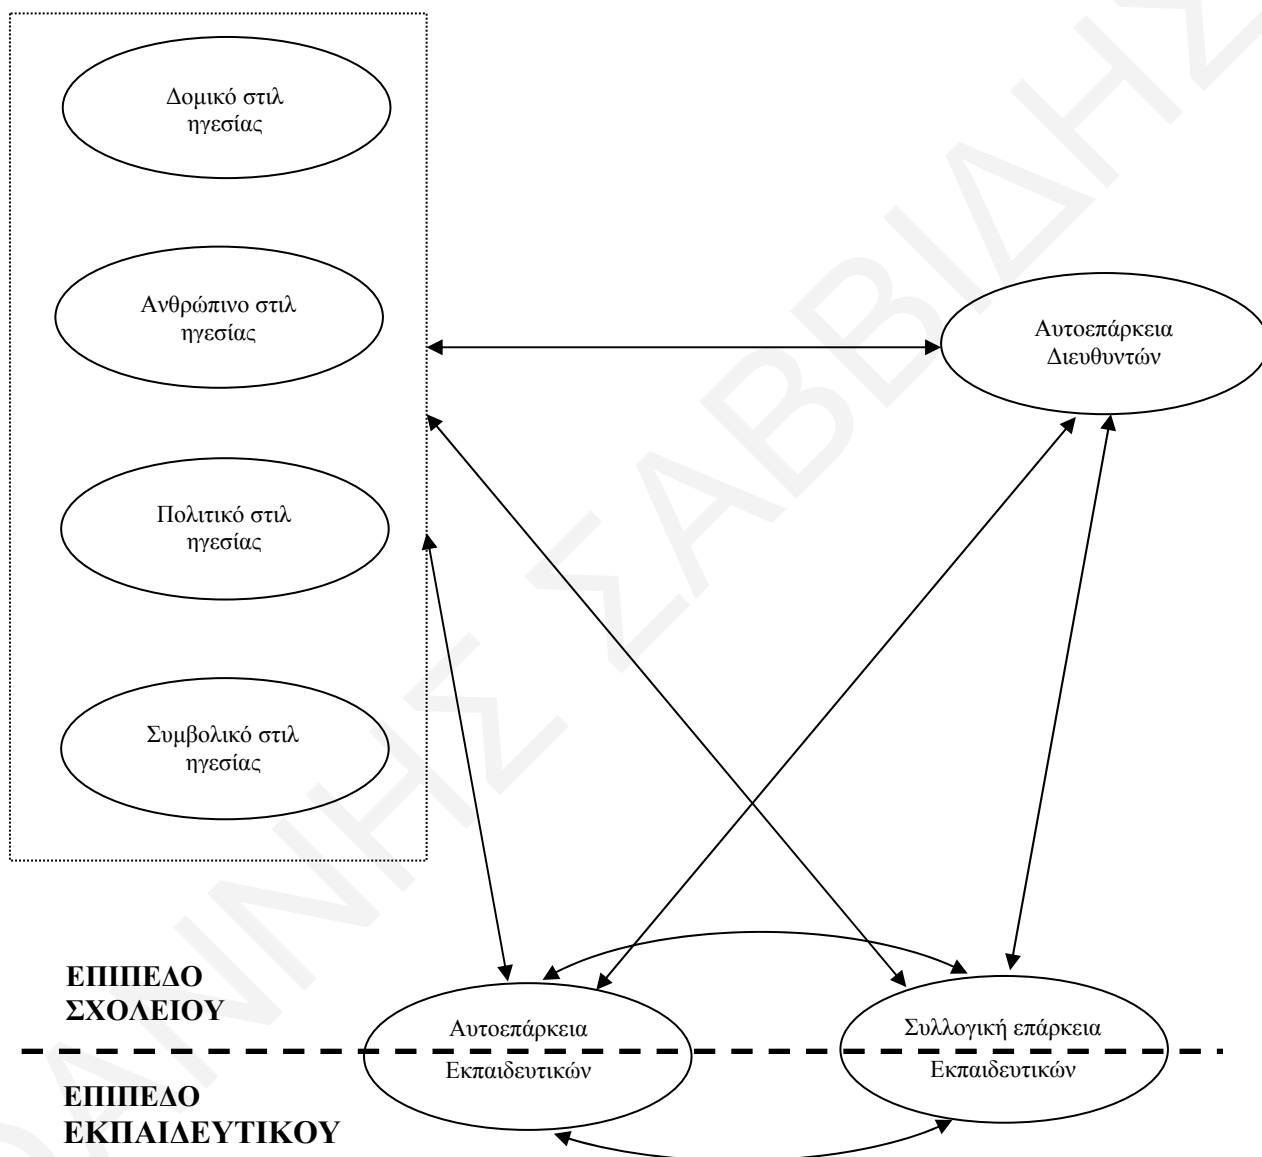 Δομικό στιλ
ηγεσίας
Ανθρώπινο στιλ
ηγεσίας
Πολιτικό στιλ
ηγεσίας
Συμβολικό στιλ
ηγεσίας
Αυτοεπάρκεια
Διευθυντών
ΕΠΙΠΕΔΟ
ΣΧΟΛΕΙΟΥ
Αυτοεπάρκεια
Εκπαιδευτικών
Συλλογική επάρκεια
Εκπαιδευτικών
ΕΠΙΠΕΔΟ
ΕΚΠΑΙΔΕΥΤΙΚΟΥ
ΣΑΒΒΙΔΗΣ